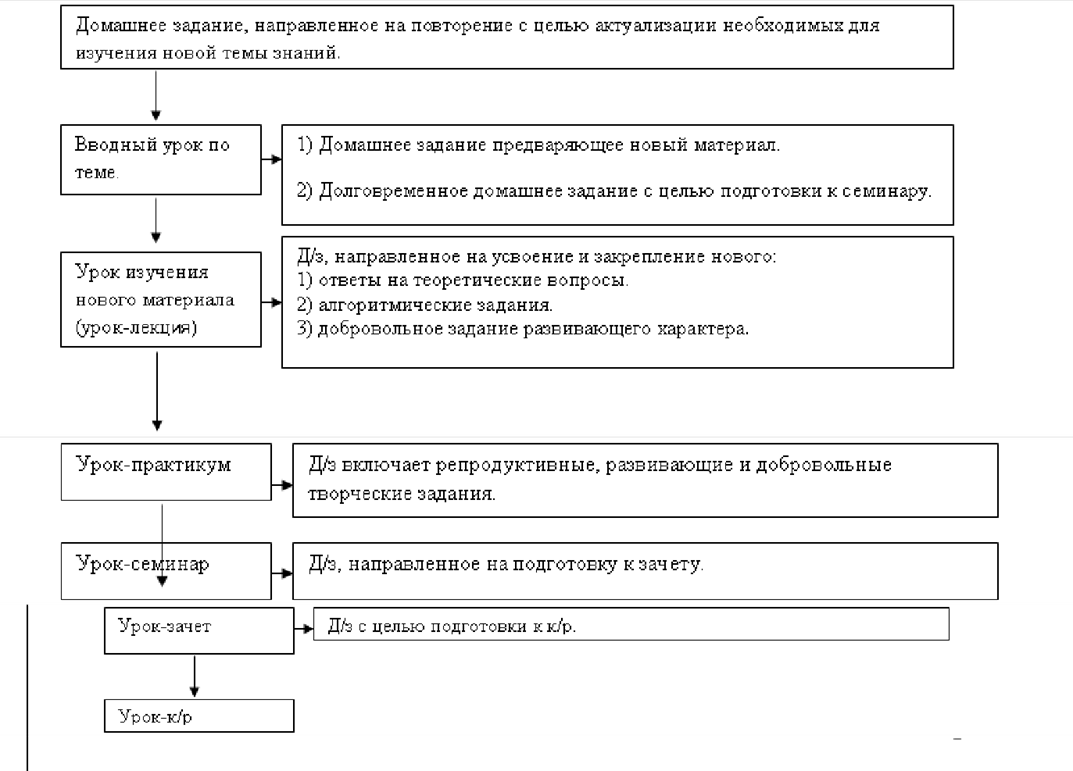 Домашнее задание, направленное на повторение с целью актуализации необходимых для
изучения новой темы знаний.
Вводный урок по
теме.
1) Домашнее задание предваряющее новый материал.
2) Долговременное домашнее задание с целью подготовки к семинару.
Урок изучения
нового материала
(урок-лекция)
Д/з, направленное на усвоение и закрепление нового:
1) ответы на теоретические вопросы.
2) алгоритмические задания.
3) добровольное задание развивающего характера.
Урок-практикум
Д/з включает репродуктивные, развивающие и добровольные
творческие задания.
Урок-семинар
Д/з, направленное на подготовку к зачету.
Урок-зачет
Д/з с целью подготовки к к/р.
Урок-к/р